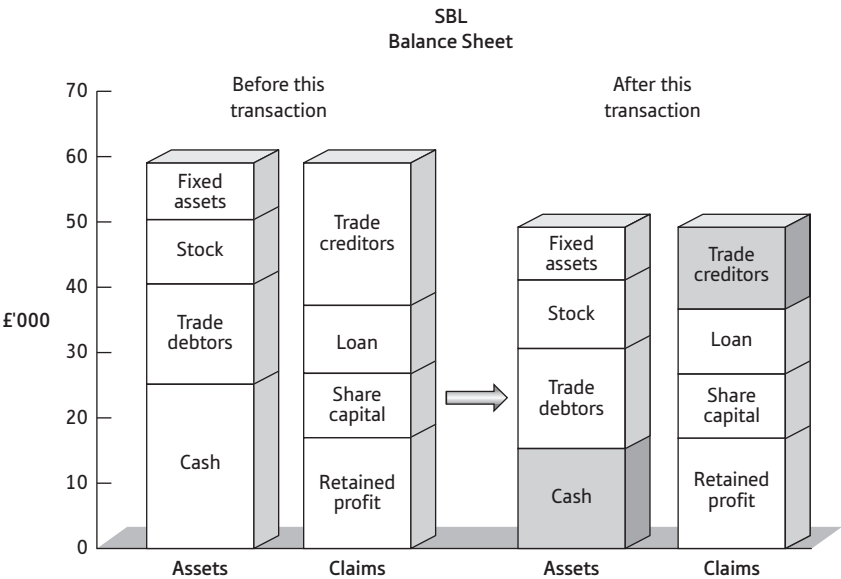 SBL
Balance Sheet
Before this
transaction
After this
transaction
£'000
70
60
50
40
30
20
10
0
Fixed
assets
Stock
Trade
debtors
Cash
Trade
creditors
Loan
Share
capital
Retained
profit
Fixed
assets
Stock
Trade
debtors
Cash
Trade
creditors
Loan
Share
capital
Retained
profit
Assets
Claims
Assets
Claims